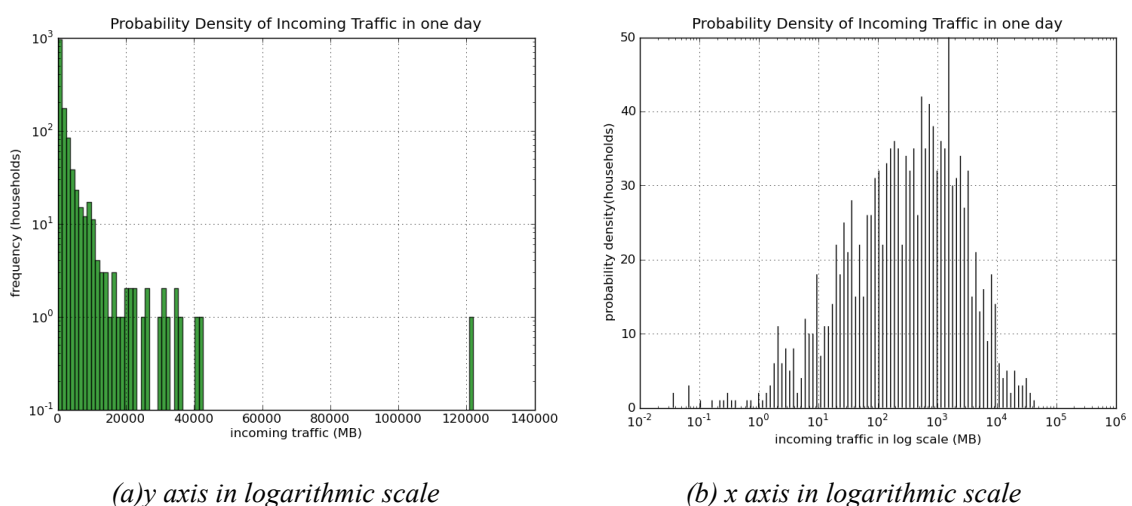 Probability Density of Incoming Traffic in one day
10^3
10^2
10^1
10^0
10^-1
frequency (households)
0 20000 40000 60000 80000 100000 120000 140000
incoming traffic (MB)
(a)y axis in logarithmic scale
Probability Density of Incoming Traffic in one day
50
40
30
20
10
0
probability density(households)
10^-2 10^-1 10^0 10^1 10^2 10^3 10^4 10^5 10^6
incoming traffic in log scale (MB)
(b) x axis in logarithmic scale